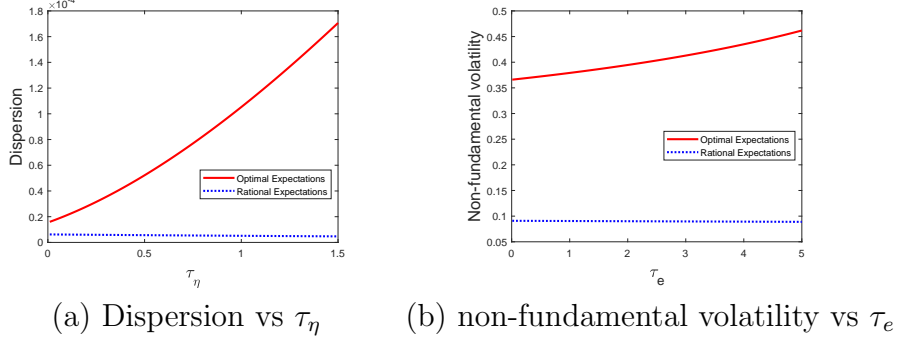 ×10-4
1.8
1.6
1.4
1.2
1
0.8
0.6
0.4
0.2
0
Dispersion
Optimal Expectations
Rational Expectations
0 0.5 1 1.5
τη
(a) Dispersion vs τη
0.5
0.45
0.4
0.35
0.3
0.25
0.2
0.15
0.1
0.05
Non-fundamental volatility
Optimal Expectations
Rational Expectations
0 1 2 3 4 5
τe
(b) non-fundamental volatility vs τe